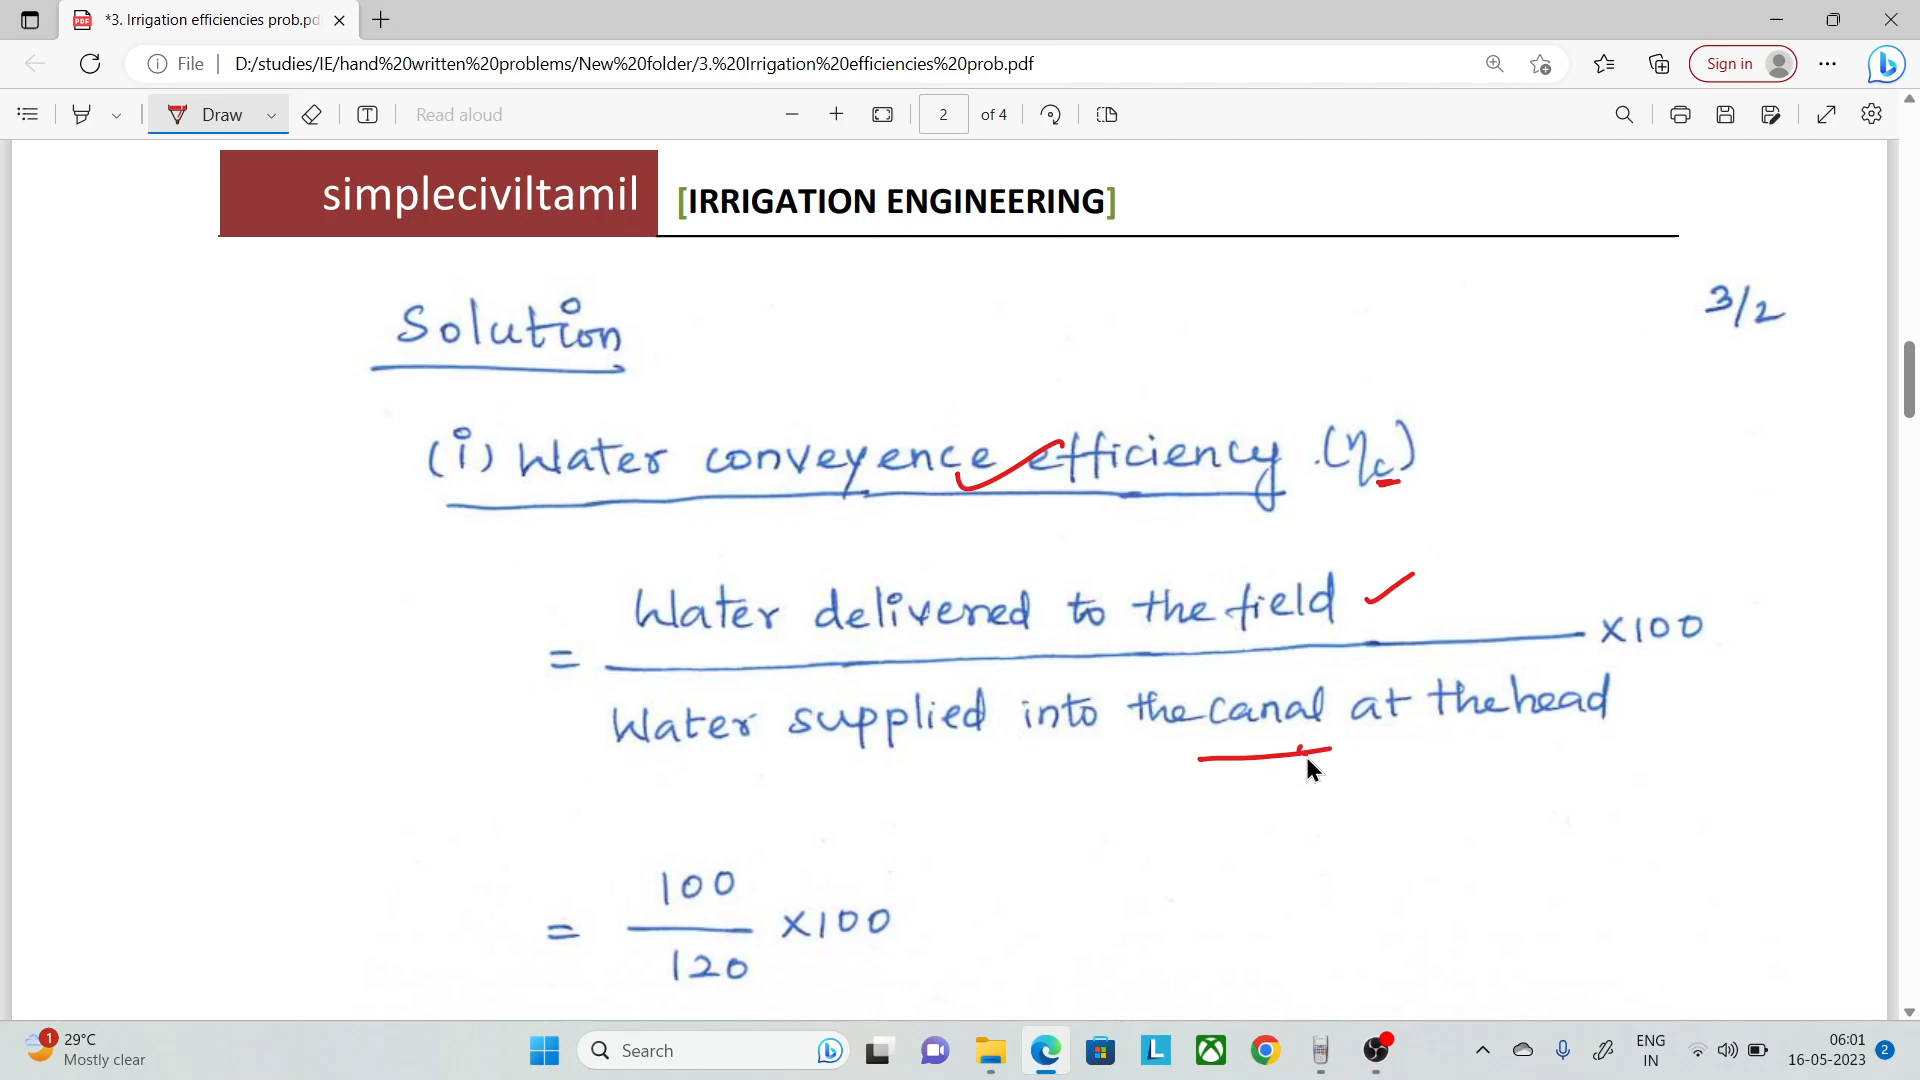 *3. Irrigation efficiencies prob.pd
File D:/studies/IE/hand%20written%20problems/New%20folder/3.%20Irrigation%20efficiencies%20prob.pdf
Sign in
Draw Read aloud 2 of 4
simpleciviltamil [IRRIGATION ENGINEERING]
3/2
Solution
(i) Water conveyence efficiency (ηc)
= Water delivered to the field
Water supplied into the canal at the head
×100
= 100
120
×100
1 29°C
Mostly clear
Search
ENG
IN
06:01
16-05-2023 2